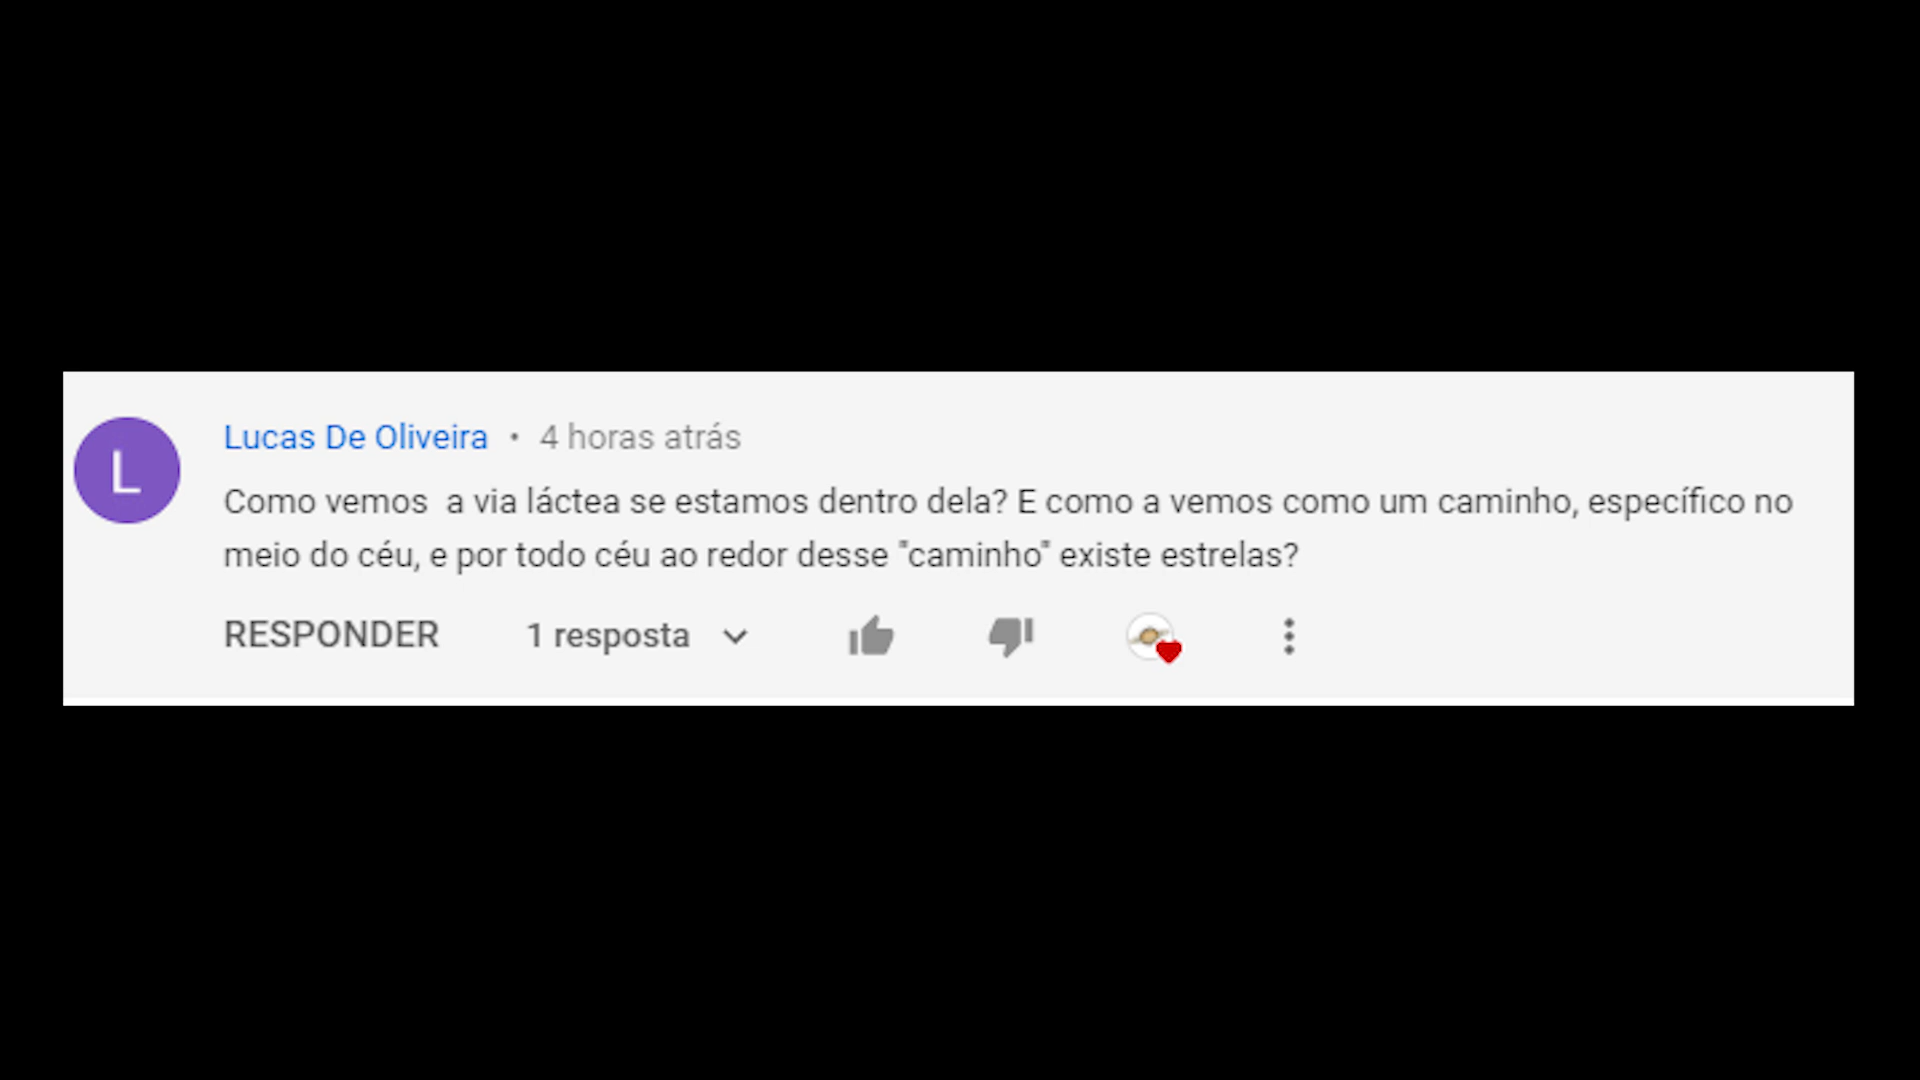 L
Lucas De Oliveira • 4 horas atrás
Como vemos  a via láctea se estamos dentro dela? E como a vemos como um caminho, específico no
meio do céu, e por todo céu ao redor desse "caminho" existe estrelas?
RESPONDER 1 resposta